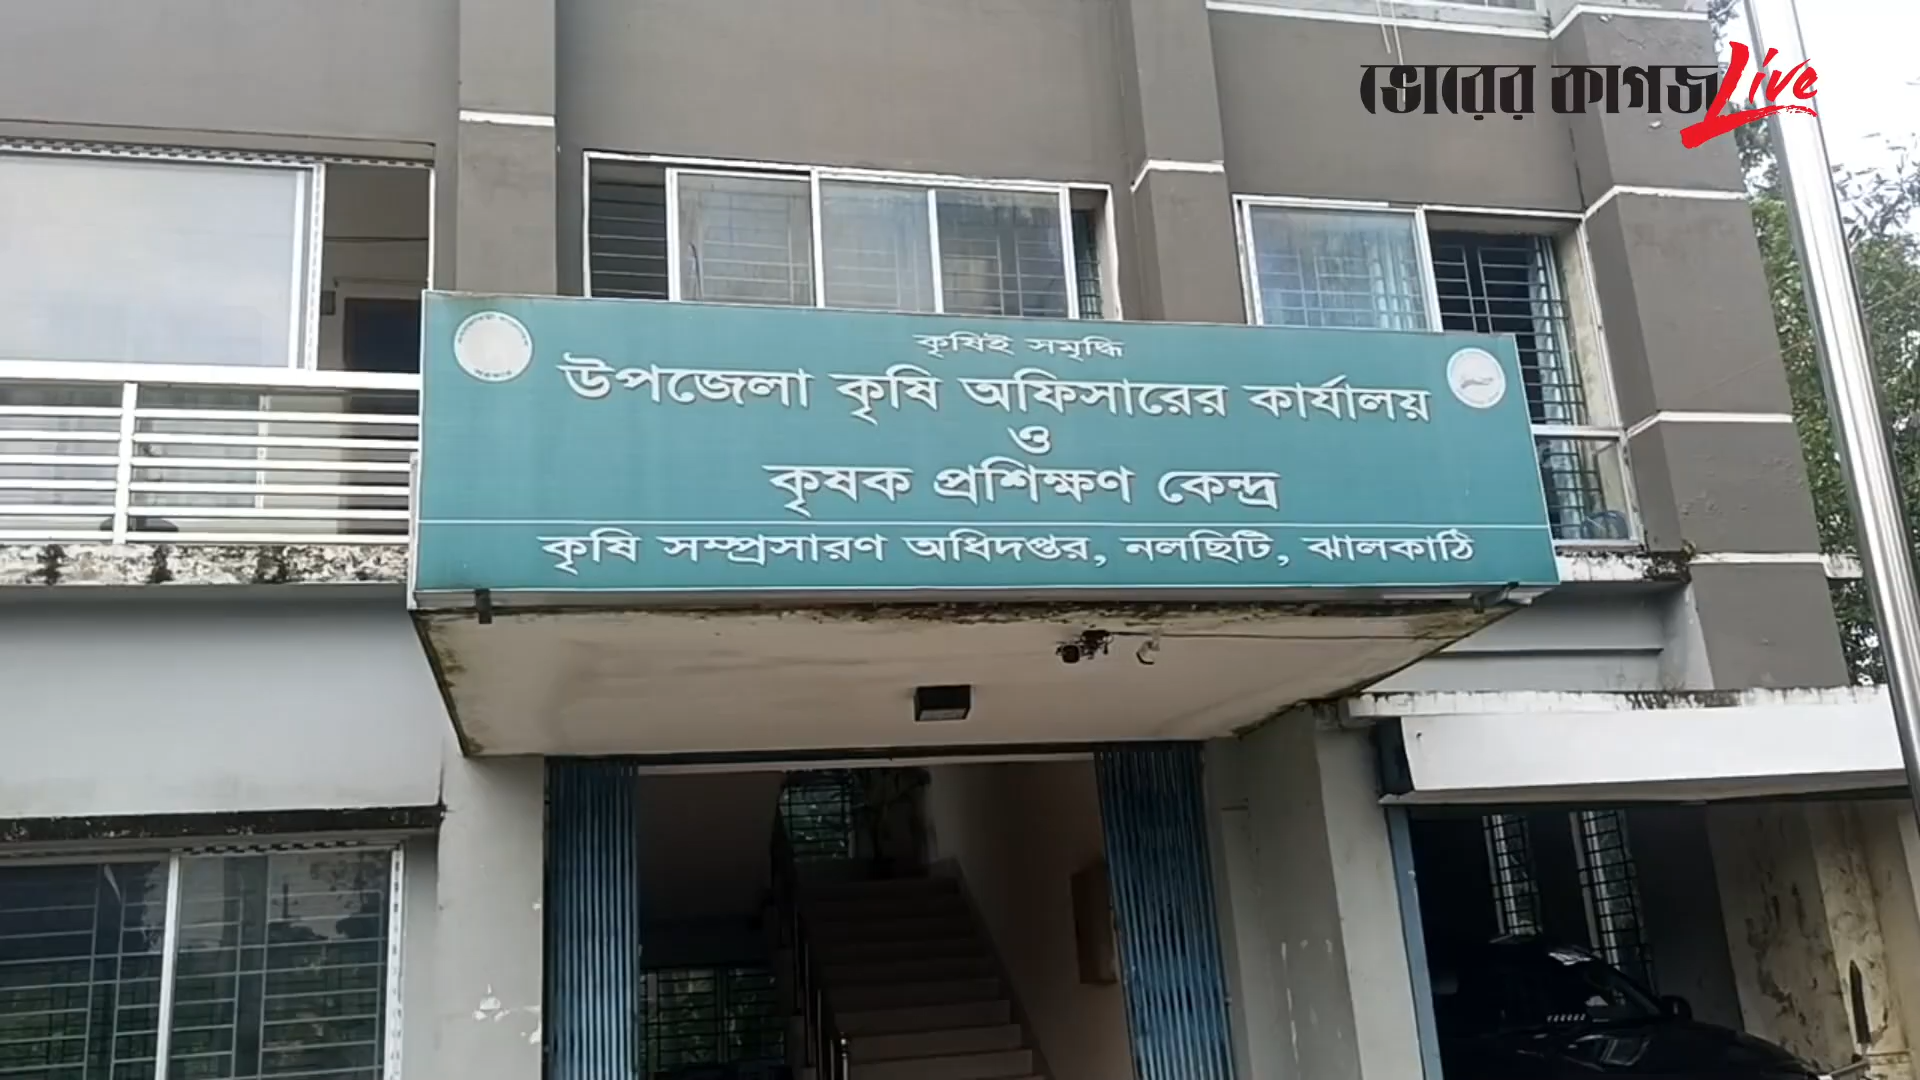 ভোরের কাগজ Live
কৃষিই সমৃদ্ধি
উপজেলা কৃষি অফিসারের কার্যালয়
ও
কৃষক প্রশিক্ষণ কেন্দ্র
কৃষি সম্প্রসারণ অধিদপ্তর, নলছিটি, ঝালকাঠি